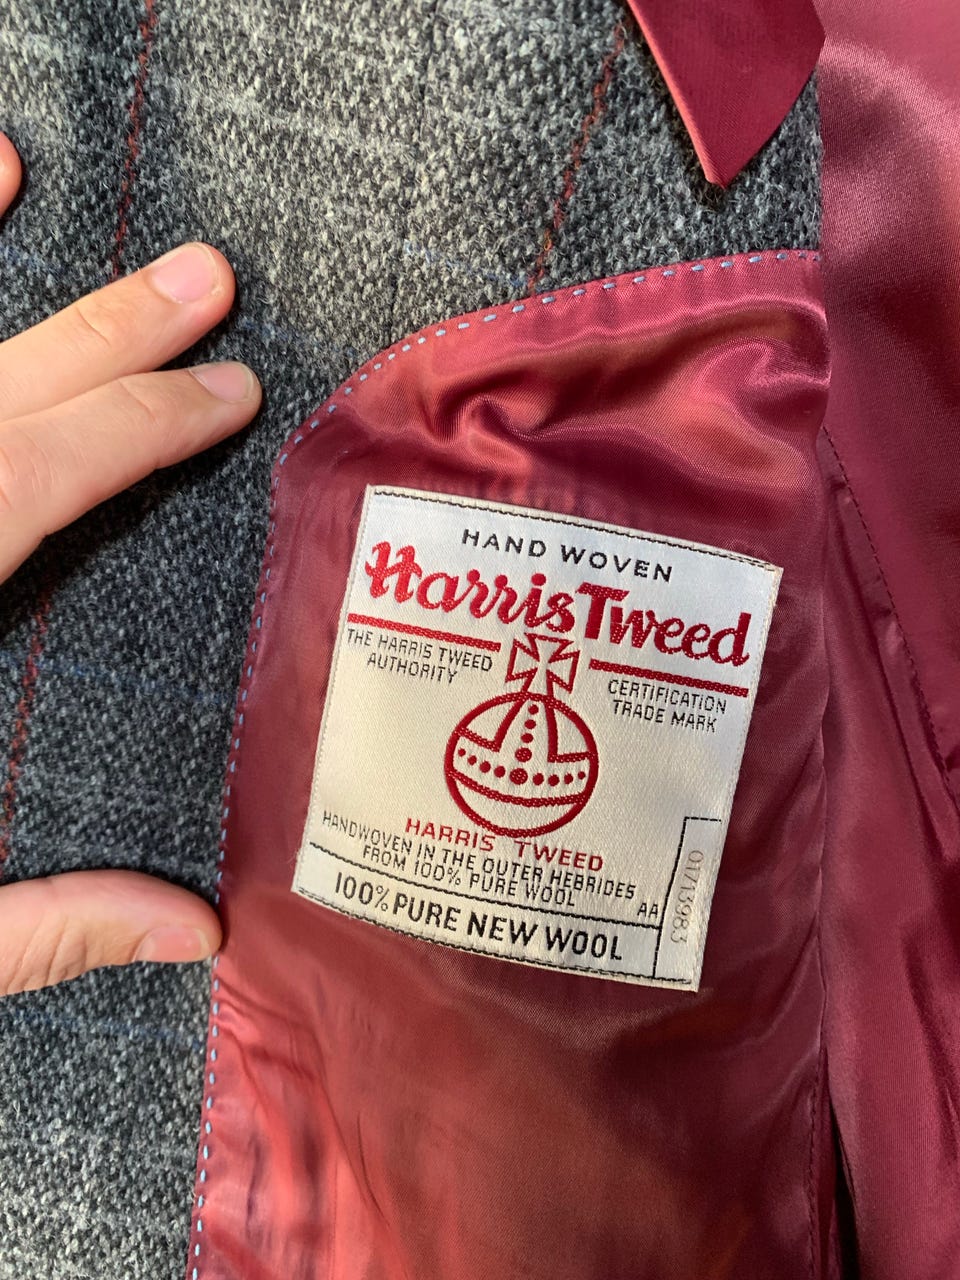 HAND WOVEN
Harris Tweed
THE HARRIS TWEED
AUTHORITY
CERTIFICATION
TRADE MARK
HARRIS TWEED
HANDWOVEN IN THE OUTER HEBRIDES
FROM 100% PURE WOOL
AA
01713983
100% PURE NEW WOOL